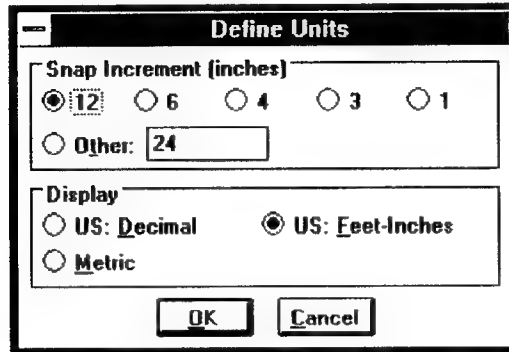 Define Units
Snap Increment (inches)
12 6 4 3 1
Other: 24
Display
US: Decimal US: Feet-Inches
Metric
OK Cancel